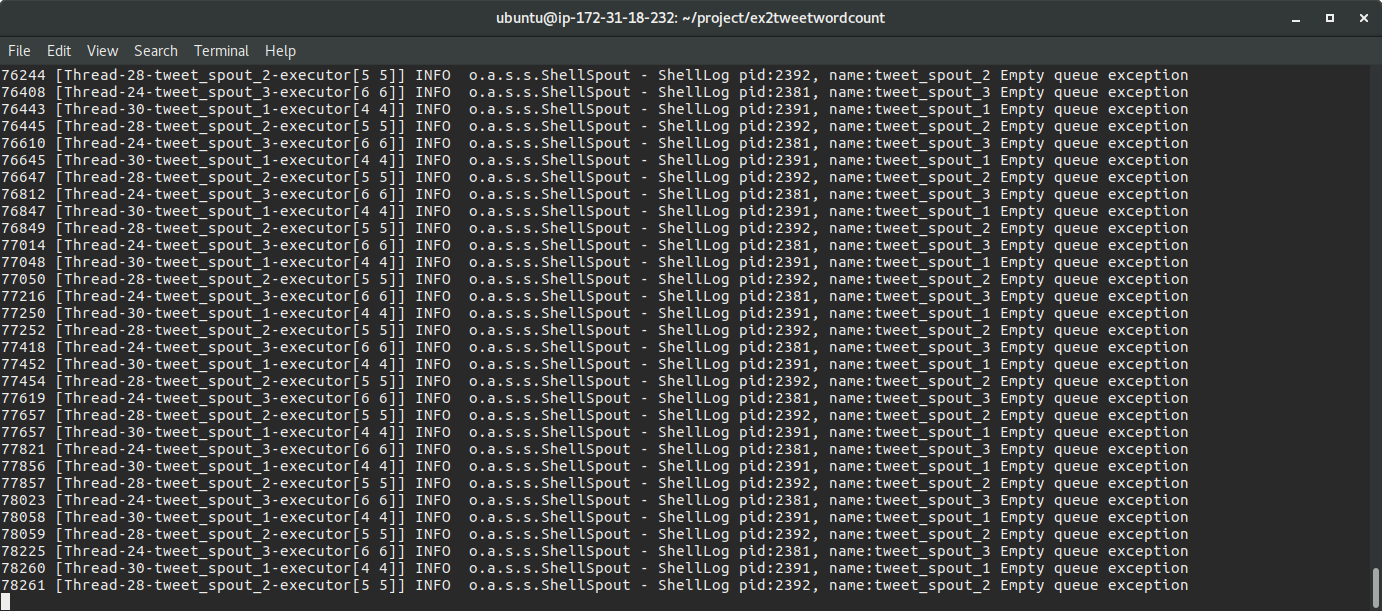 ubuntu@ip-172-31-18-232: ~/project/ex2tweetwordcount
File Edit View Search Terminal Help
76244 [Thread-28-tweet_spout_2-executor[5 5]] INFO  o.a.s.s.ShellSpout - ShellLog pid:2392, name:tweet_spout_2 Empty queue exception
76408 [Thread-24-tweet_spout_3-executor[6 6]] INFO  o.a.s.s.ShellSpout - ShellLog pid:2381, name:tweet_spout_3 Empty queue exception
76443 [Thread-30-tweet_spout_1-executor[4 4]] INFO  o.a.s.s.ShellSpout - ShellLog pid:2391, name:tweet_spout_1 Empty queue exception
76445 [Thread-28-tweet_spout_2-executor[5 5]] INFO  o.a.s.s.ShellSpout - ShellLog pid:2392, name:tweet_spout_2 Empty queue exception
76610 [Thread-24-tweet_spout_3-executor[6 6]] INFO  o.a.s.s.ShellSpout - ShellLog pid:2381, name:tweet_spout_3 Empty queue exception
76645 [Thread-30-tweet_spout_1-executor[4 4]] INFO  o.a.s.s.ShellSpout - ShellLog pid:2391, name:tweet_spout_1 Empty queue exception
76647 [Thread-28-tweet_spout_2-executor[5 5]] INFO  o.a.s.s.ShellSpout - ShellLog pid:2392, name:tweet_spout_2 Empty queue exception
76812 [Thread-24-tweet_spout_3-executor[6 6]] INFO  o.a.s.s.ShellSpout - ShellLog pid:2381, name:tweet_spout_3 Empty queue exception
76847 [Thread-30-tweet_spout_1-executor[4 4]] INFO  o.a.s.s.ShellSpout - ShellLog pid:2391, name:tweet_spout_1 Empty queue exception
76849 [Thread-28-tweet_spout_2-executor[5 5]] INFO  o.a.s.s.ShellSpout - ShellLog pid:2392, name:tweet_spout_2 Empty queue exception
77014 [Thread-24-tweet_spout_3-executor[6 6]] INFO  o.a.s.s.ShellSpout - ShellLog pid:2381, name:tweet_spout_3 Empty queue exception
77048 [Thread-30-tweet_spout_1-executor[4 4]] INFO  o.a.s.s.ShellSpout - ShellLog pid:2391, name:tweet_spout_1 Empty queue exception
77050 [Thread-28-tweet_spout_2-executor[5 5]] INFO  o.a.s.s.ShellSpout - ShellLog pid:2392, name:tweet_spout_2 Empty queue exception
77216 [Thread-24-tweet_spout_3-executor[6 6]] INFO  o.a.s.s.ShellSpout - ShellLog pid:2381, name:tweet_spout_3 Empty queue exception
77250 [Thread-30-tweet_spout_1-executor[4 4]] INFO  o.a.s.s.ShellSpout - ShellLog pid:2391, name:tweet_spout_1 Empty queue exception
77252 [Thread-28-tweet_spout_2-executor[5 5]] INFO  o.a.s.s.ShellSpout - ShellLog pid:2392, name:tweet_spout_2 Empty queue exception
77418 [Thread-24-tweet_spout_3-executor[6 6]] INFO  o.a.s.s.ShellSpout - ShellLog pid:2381, name:tweet_spout_3 Empty queue exception
77452 [Thread-30-tweet_spout_1-executor[4 4]] INFO  o.a.s.s.ShellSpout - ShellLog pid:2391, name:tweet_spout_1 Empty queue exception
77454 [Thread-28-tweet_spout_2-executor[5 5]] INFO  o.a.s.s.ShellSpout - ShellLog pid:2392, name:tweet_spout_2 Empty queue exception
77619 [Thread-24-tweet_spout_3-executor[6 6]] INFO  o.a.s.s.ShellSpout - ShellLog pid:2381, name:tweet_spout_3 Empty queue exception
77657 [Thread-28-tweet_spout_2-executor[5 5]] INFO  o.a.s.s.ShellSpout - ShellLog pid:2392, name:tweet_spout_2 Empty queue exception
77657 [Thread-30-tweet_spout_1-executor[4 4]] INFO  o.a.s.s.ShellSpout - ShellLog pid:2391, name:tweet_spout_1 Empty queue exception
77821 [Thread-24-tweet_spout_3-executor[6 6]] INFO  o.a.s.s.ShellSpout - ShellLog pid:2381, name:tweet_spout_3 Empty queue exception
77856 [Thread-30-tweet_spout_1-executor[4 4]] INFO  o.a.s.s.ShellSpout - ShellLog pid:2391, name:tweet_spout_1 Empty queue exception
77857 [Thread-28-tweet_spout_2-executor[5 5]] INFO  o.a.s.s.ShellSpout - ShellLog pid:2392, name:tweet_spout_2 Empty queue exception
78023 [Thread-24-tweet_spout_3-executor[6 6]] INFO  o.a.s.s.ShellSpout - ShellLog pid:2381, name:tweet_spout_3 Empty queue exception
78058 [Thread-30-tweet_spout_1-executor[4 4]] INFO  o.a.s.s.ShellSpout - ShellLog pid:2391, name:tweet_spout_1 Empty queue exception
78059 [Thread-28-tweet_spout_2-executor[5 5]] INFO  o.a.s.s.ShellSpout - ShellLog pid:2392, name:tweet_spout_2 Empty queue exception
78225 [Thread-24-tweet_spout_3-executor[6 6]] INFO  o.a.s.s.ShellSpout - ShellLog pid:2381, name:tweet_spout_3 Empty queue exception
78260 [Thread-30-tweet_spout_1-executor[4 4]] INFO  o.a.s.s.ShellSpout - ShellLog pid:2391, name:tweet_spout_1 Empty queue exception
78261 [Thread-28-tweet_spout_2-executor[5 5]] INFO  o.a.s.s.ShellSpout - ShellLog pid:2392, name:tweet_spout_2 Empty queue exception